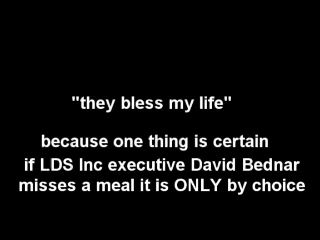 "they bless my life"
because one thing is certain
if LDS Inc executive David Bednar
misses a meal it is ONLY by choice